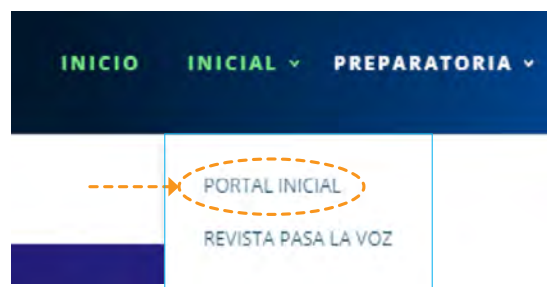 INICIO INICIAL PREPARATORIA
PORTAL INICIAL
REVISTA PASA LA VOZ